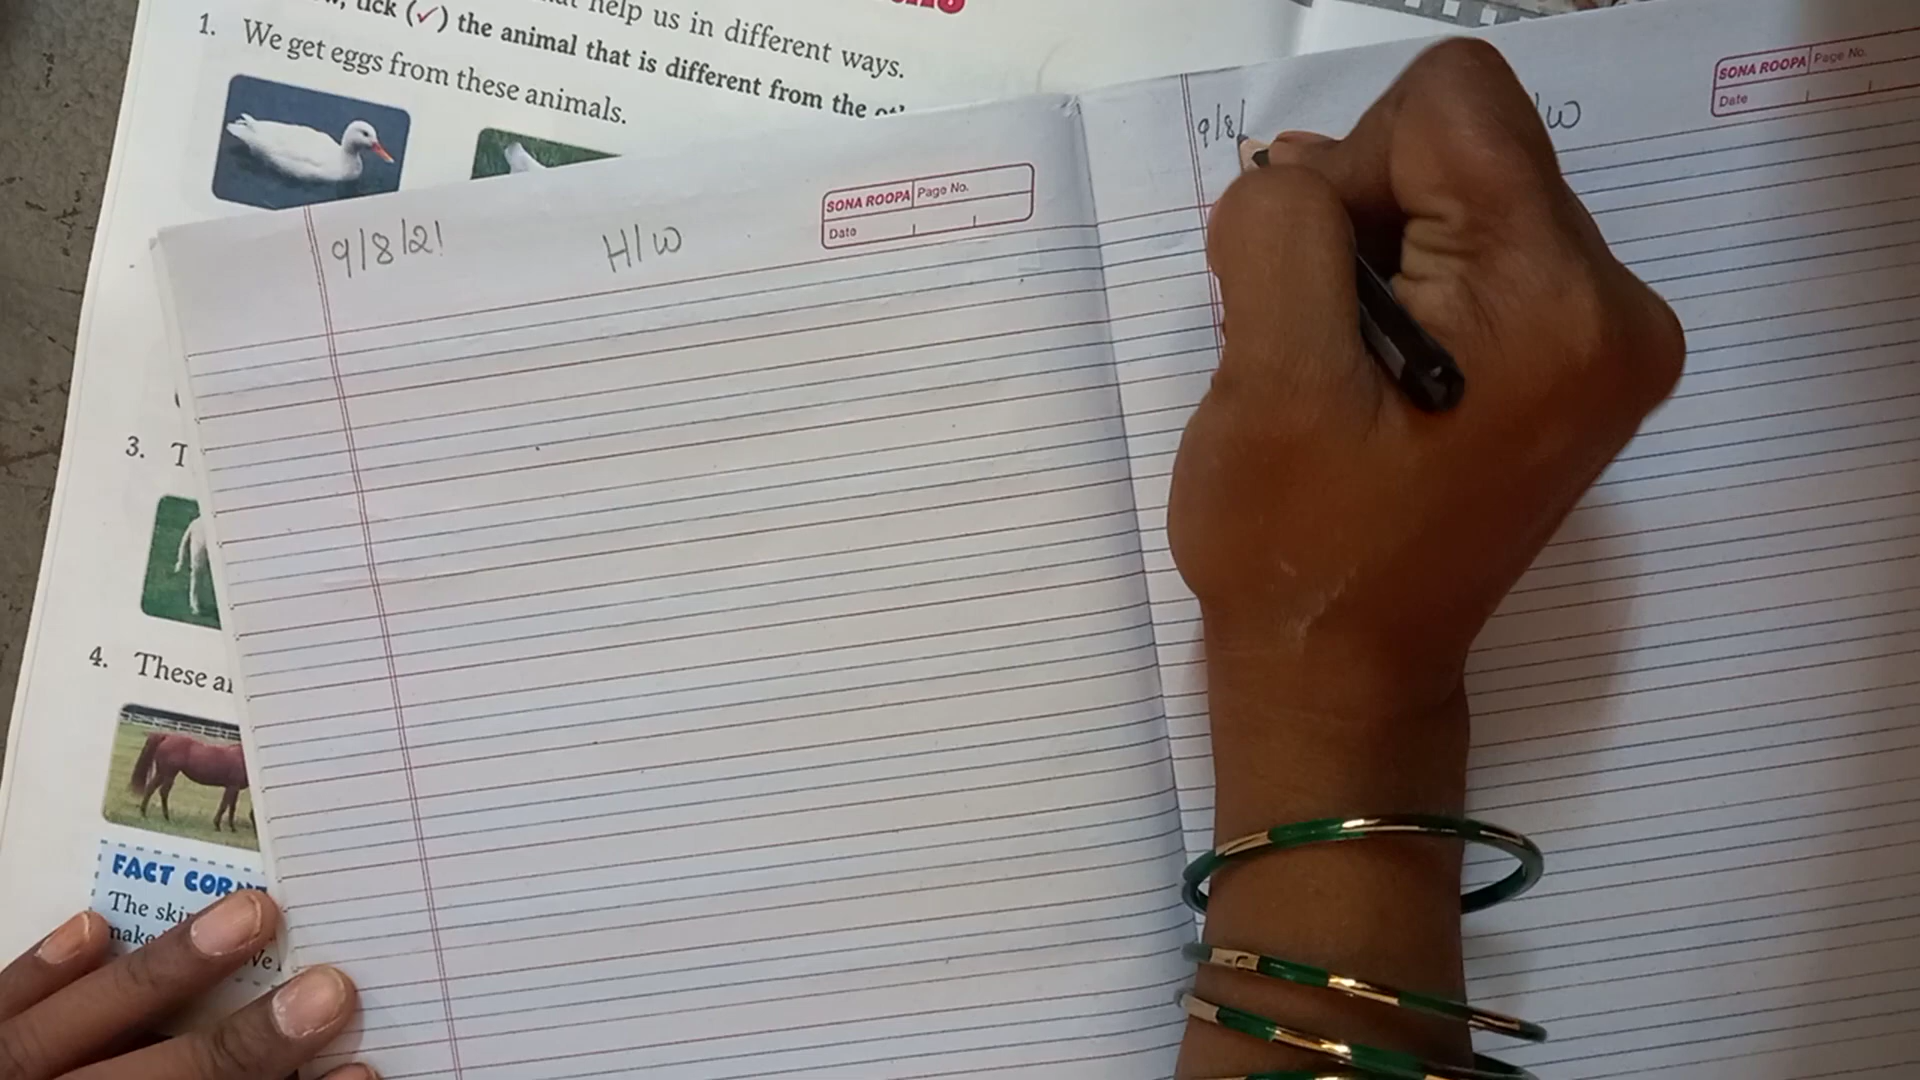 help us in different ways.
tick (✓) the animal that is different from the
1. We get eggs from these animals.
SONA ROOPA Page No.
Date
9/8/21 H/W
3. T
4. These
FACT
The
make
SONA ROOPA Page No.
Date
9/8/ W